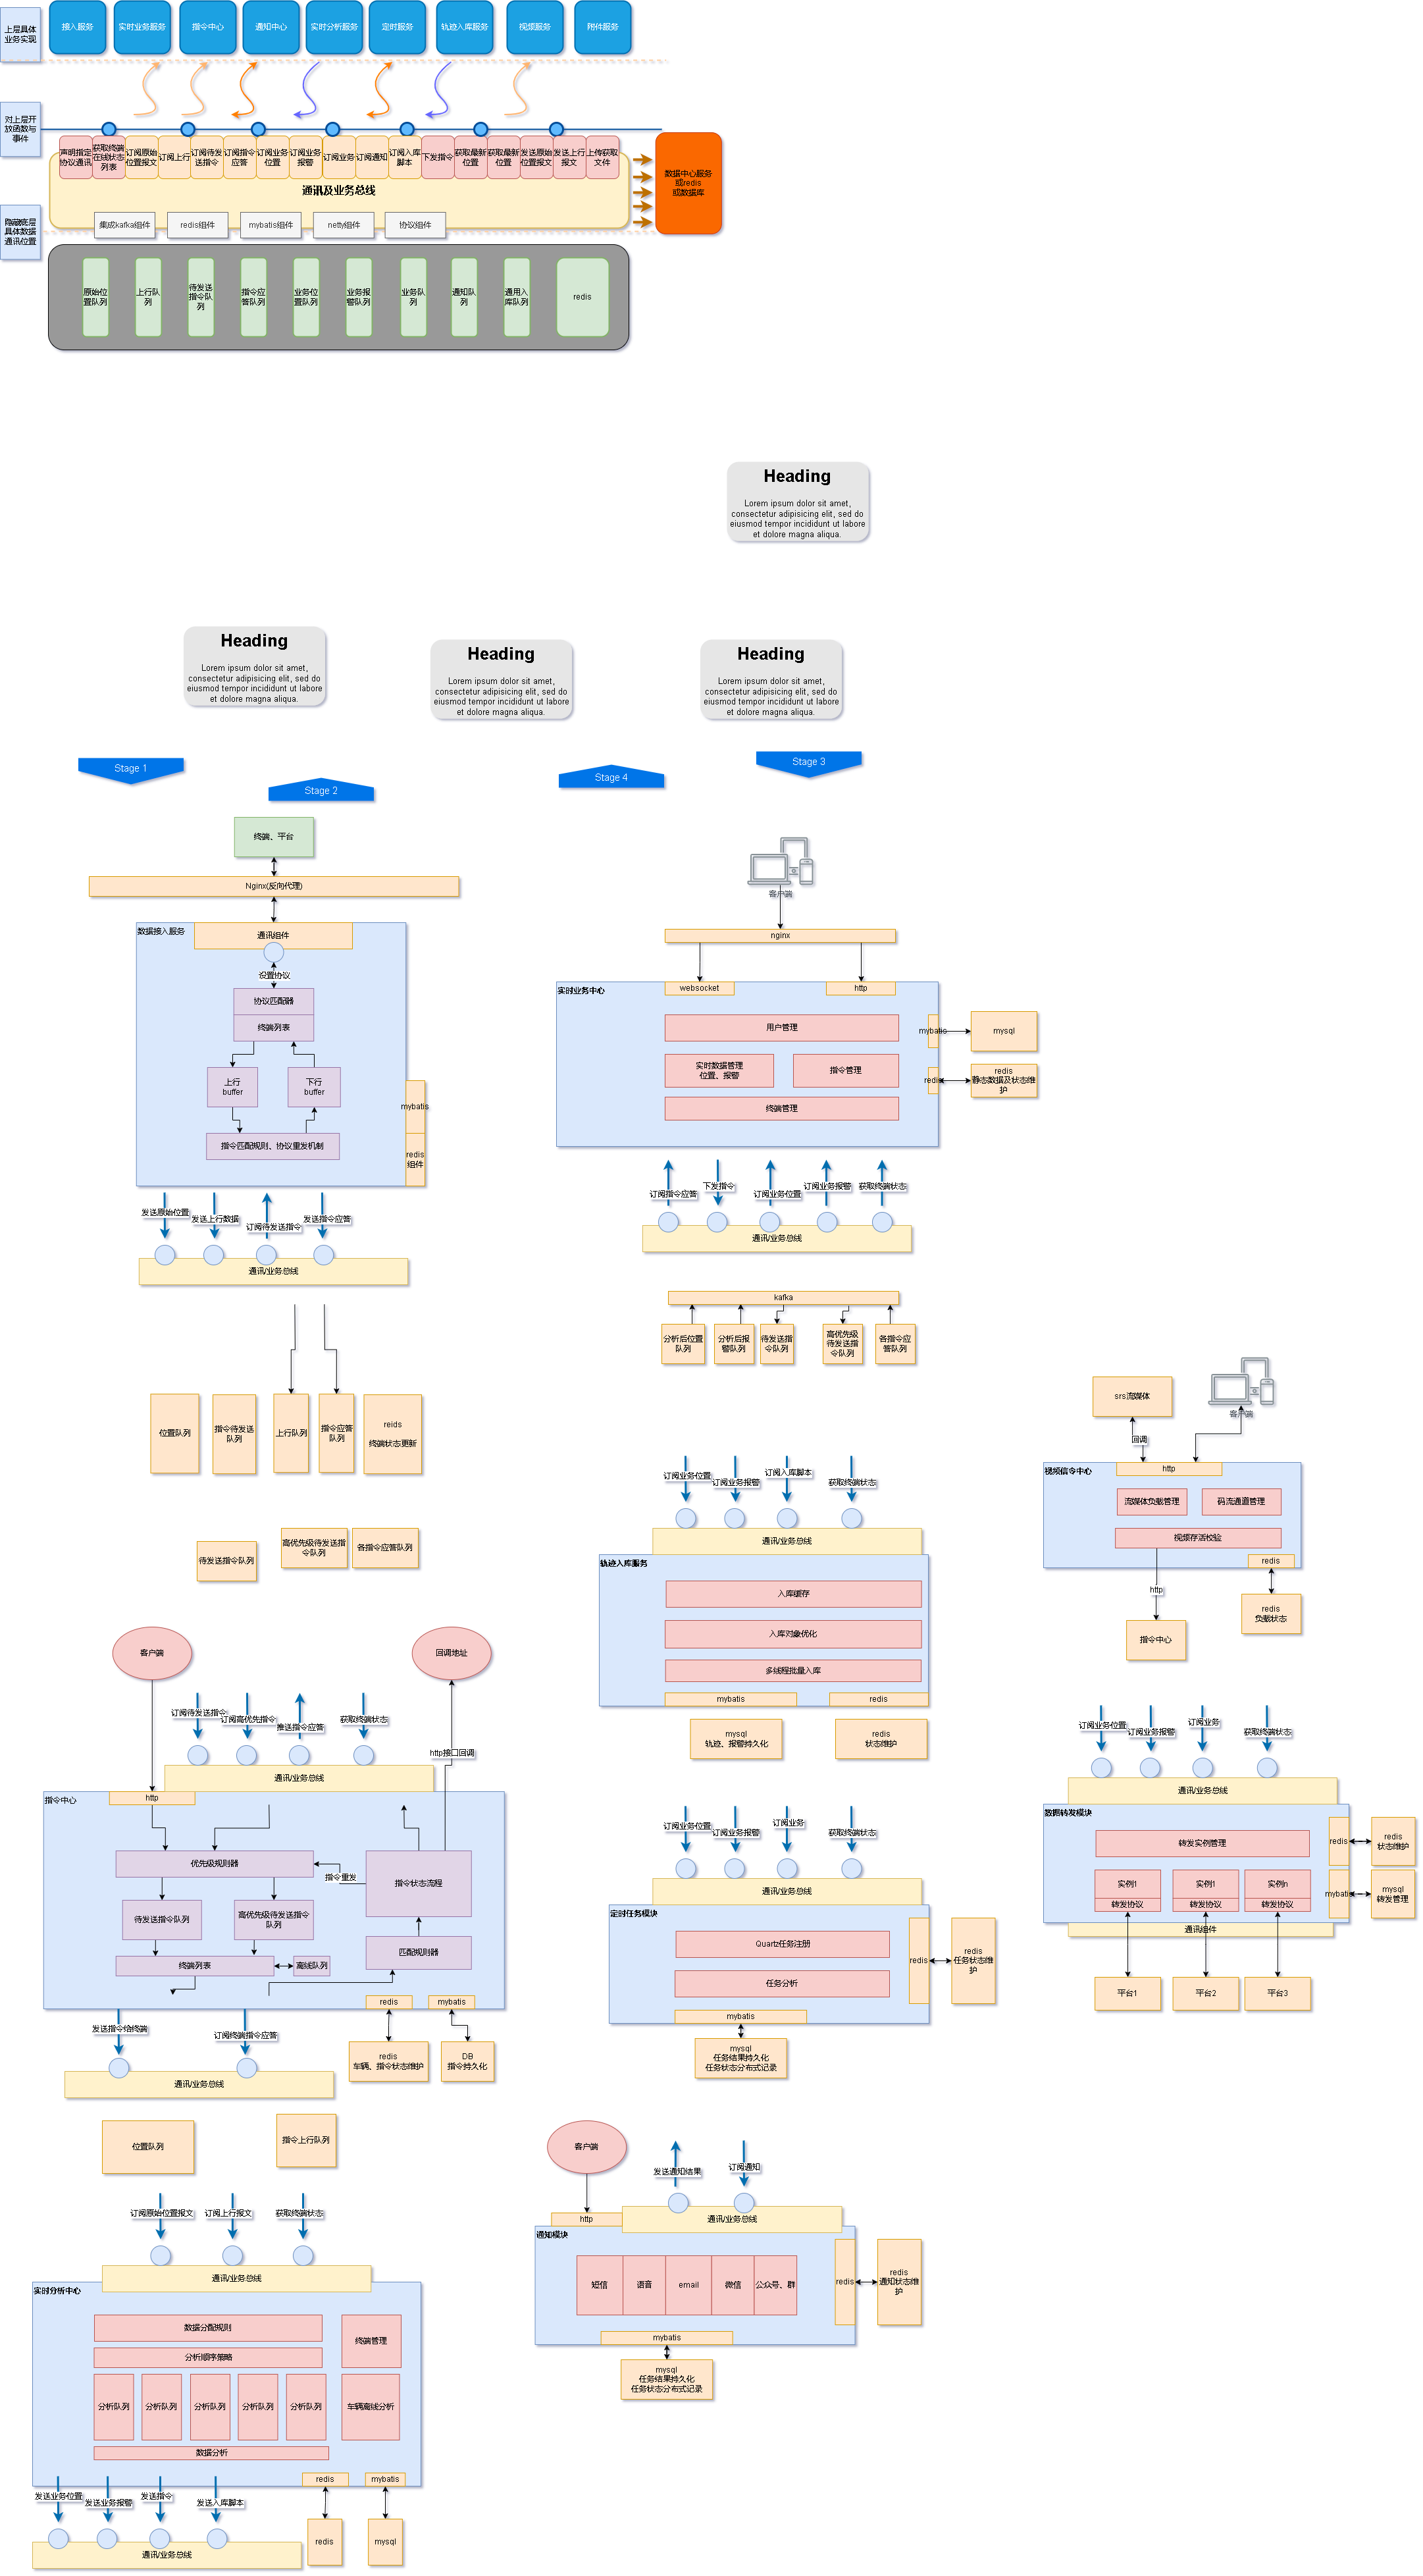 上层具体
业务实现
接入服务
实时业务服务
指令中心
通知中心
实时分析服务
定时服务
轨迹入库服务
视频服务
附件服务
对上层开
放函数与
事件
声明指定
协议通讯
获取终端
在线状态
列表
订阅原始
位置报文
订阅上行
订阅待发
送指令
订阅指令
应答
订阅业务
位置
订阅业务
报警
订阅业务
订阅通知
订阅入库
脚本
下发指令
获取最新
位置
获取最新
位置
发送原始
位置报文
发送上行
报文
上传获取
文件
通讯及业务总线
数据中心服务
或redis
或数据库
隐藏底层
具体数据
通讯位置
集成kafka组件
redis组件
mybatis组件
netty组件
协议组件
原始位
置队列
上行队
列
待发送
指令队
列
指令应
答队列
业务位
置队列
业务报
警队列
业务队
列
通知队
列
通用入
库队列
redis
Heading
Lorem ipsum dolor sit amet,
consectetur adipisicing elit, sed do
eiusmod tempor incididunt ut labore
et dolore magna aliqua.
Heading
Lorem ipsum dolor sit amet,
consectetur adipisicing elit, sed do
eiusmod tempor incididunt ut labore
et dolore magna aliqua.
Heading
Lorem ipsum dolor sit amet,
consectetur adipisicing elit, sed do
eiusmod tempor incididunt ut labore
et dolore magna aliqua.
Heading
Lorem ipsum dolor sit amet,
consectetur adipisicing elit, sed do
eiusmod tempor incididunt ut labore
et dolore magna aliqua.
Stage 1
Stage 2
Stage 4
Stage 3
终端、平台
Nginx(反向代理)
数据接入服务
通讯组件
设置协议
协议匹配器
终端列表
上行
buffer
下行
buffer
指令匹配规则、协议重发机制
mybatis
redis
组件
发送原始位置
发送上行数据
订阅待发送指令
发送指令应答
通讯/业务总线
位置队列
指令待发送
队列
上行队列
指令应答
队列
reids
终端状态更新
待发送指令队列
高优先级待发送指
令队列
各指令应答队列
客户端
nginx
实时业务中心
websocket
http
用户管理
实时数据管理
位置、报警
指令管理
终端管理
mybatis
mysql
redis
redis
静态数据及状态维
护
订阅指令应答
下发指令
订阅业务位置
订阅业务报警
获取终端状态
通讯/业务总线
kafka
分析后位置
队列
分析后报
警队列
待发送指
令队列
高优先级
待发送指
令队列
各指令应
答队列
订阅业务位置
订阅业务报警
订阅入库脚本
获取终端状态
通讯/业务总线
轨迹入库服务
入库缓存
入库对象优化
多线程批量入库
mybatis
redis
mysql
轨迹、报警持久化
redis
状态维护
srs流媒体
客户端
回调
视频信令中心
http
流媒体负载管理
码流通道管理
视频存活校验
redis
http
redis
负载状态
指令中心
客户端
回调地址
订阅待发送指令
订阅高优先指令
推送指令应答
获取终端状态
http接口回调
通讯/业务总线
指令中心
http
优先级规则器
指令重发
指令状态流程
待发送指令队列
高优先级待发送指令
队列
匹配规则器
终端列表
离线队列
redis
mybatis
发送指令给终端
订阅终端指令应答
redis
车辆、指令状态维护
DB
指令持久化
通讯/业务总线
位置队列
指令上行队列
订阅业务位置
订阅业务报警
订阅业务
获取终端状态
通讯/业务总线
定时任务模块
Quartz任务注册
任务分析
mybatis
redis
redis
任务状态维
护
mysql
任务结果持久化
任务状态分布式记录
订阅业务位置
订阅业务报警
订阅业务
获取终端状态
通讯/业务总线
数据转发模块
转发实例管理
实例1
转发协议
实例1
转发协议
实例n
转发协议
通讯组件
redis
redis
状态维护
mybatis
mysql
转发管理
平台1
平台2
平台3
订阅原始位置报文
订阅上行报文
获取终端状态
通讯/业务总线
实时分析中心
数据分配规则
分析顺序策略
终端管理
分析队列
分析队列
分析队列
分析队列
分析队列
车辆离线分析
数据分析
redis
mybatis
发送业务位置
发送业务报警
发送指令
发送入库脚本
通讯/业务总线
redis
mysql
客户端
发送通知结果
订阅通知
http
通讯/业务总线
通知模块
短信
语音
email
微信
公众号、群
redis
redis
通知状态维
护
mybatis
mysql
任务结果持久化
任务状态分布式记录